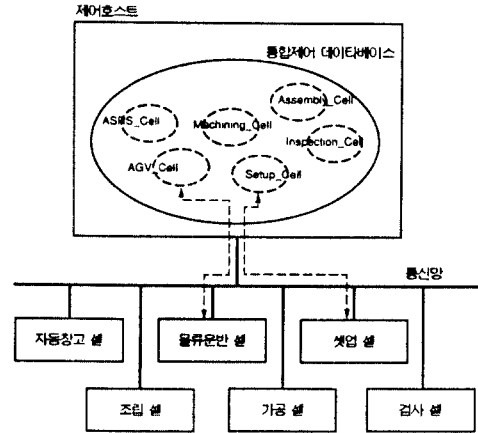 제어호스트
통합제어 데이타베이스
Assembly_Cell
ASRS_Cell
Machining_Cell
Inspection_Cell
AGV_Cell
Setup_Cell
통신망
자동창고 셀
물류운반 셀
셋업 셀
조립 셀
가공 셀
검사 셀